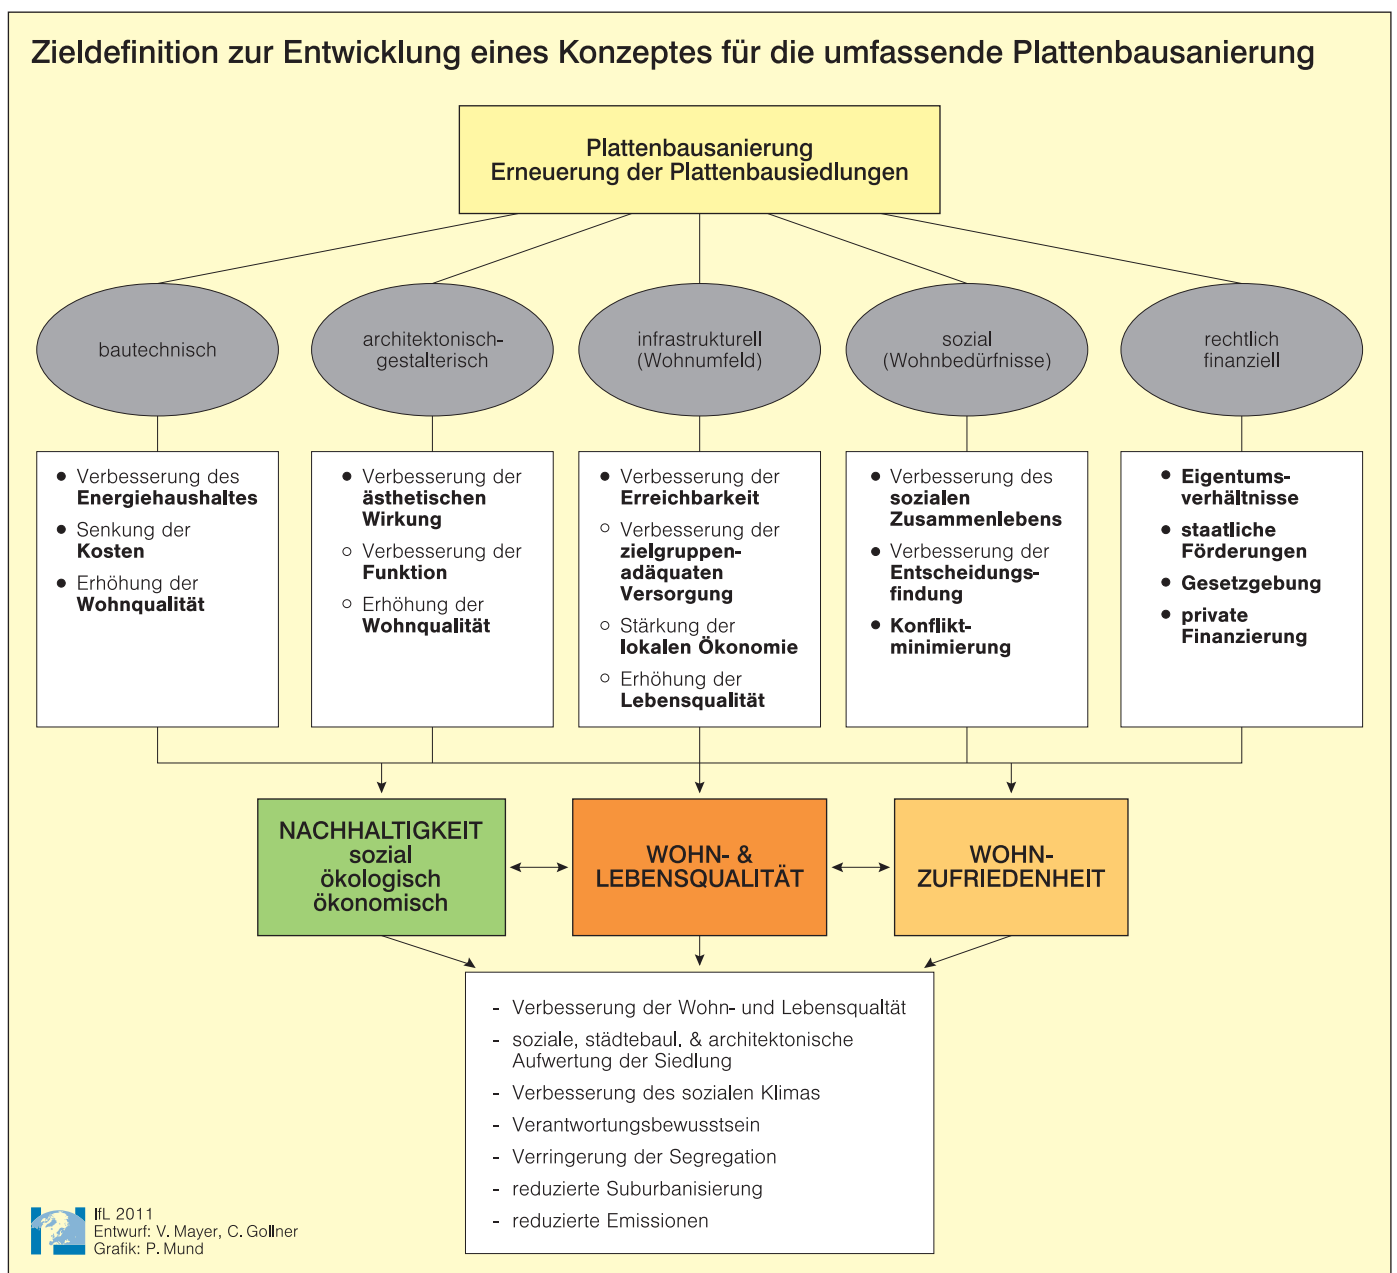 Zieldefinition zur Entwicklung eines Konzeptes für die umfassende Plattenbausanierung
Plattenbausanierung
Erneuerung der Plattenbausiedlungen
bautechnisch
architektonisch-
gestalterisch
infrastrukturell
(Wohnumfeld)
sozial
(Wohnbedürfnisse)
rechtlich
finanziell
● Verbesserung des
Energiehaushaltes
● Senkung der
Kosten
● Erhöhung der
Wohnqualität
● Verbesserung der
ästhetischen
Wirkung
○ Verbesserung der
Funktion
○ Erhöhung der
Wohnqualität
● Verbesserung der
Erreichbarkeit
○ Verbesserung der
zielgruppen-
adäquaten
Versorgung
○ Stärkung der
lokalen Ökonomie
○ Erhöhung der
Lebensqualität
● Verbesserung des
sozialen
Zusammenlebens
● Verbesserung der
Entscheidungs-
findung
● Konflikt-
minimierung
● Eigentums-
verhältnisse
● staatliche
Förderungen
● Gesetzgebung
● private
Finanzierung
NACHHALTIGKEIT
sozial
ökologisch
ökonomisch
WOHN- &
LEBENSQUALITÄT
WOHN-
ZUFRIEDENHEIT
- Verbesserung der Wohn- und Lebensqualtät
- soziale, städtebaul. & architektonische
Aufwertung der Siedlung
- Verbesserung des sozialen Klimas
- Verantwortungsbewusstsein
- Verringerung der Segregation
- reduzierte Suburbanisierung
- reduzierte Emissionen
IfL 2011
Entwurf: V. Mayer, C. Gollner
Grafik: P. Mund